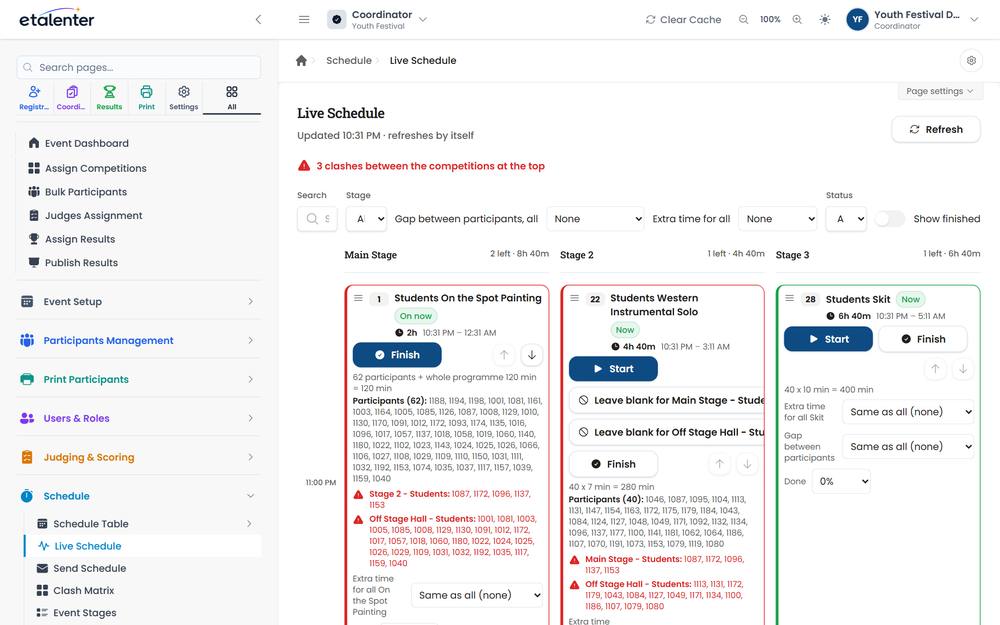 etalenter
Coordinator
Youth Festival
Clear Cache
100%
YF
Youth Festival D...
Coordinator
Search pages...
Registr...
Coordi...
Results
Print
Settings
All
Event Dashboard
Assign Competitions
Bulk Participants
Judges Assignment
Assign Results
Publish Results
Event Setup
Participants Management
Print Participants
Users & Roles
Judging & Scoring
Schedule
Schedule Table
Live Schedule
Send Schedule
Clash Matrix
Event Stages
Schedule
Live Schedule
Page settings
Live Schedule
Updated 10:31 PM · refreshes by itself
Refresh
3 clashes between the competitions at the top
Search
Stage
Status
S
A
Gap between participants, all
None
Extra time for all
None
A
Show finished
Main Stage
2 left · 8h 40m
Stage 2
1 left · 4h 40m
Stage 3
1 left · 6h 40m
11:00 PM
1
Students On the Spot Painting
On now
2h 10:31 PM – 12:31 AM
Finish
62 participants + whole programme 120 min
= 120 min
Participants (62): 1188, 1194, 1198, 1001, 1081, 1161,
1003, 1164, 1005, 1085, 1126, 1087, 1008, 1129, 1010,
1130, 1170, 1091, 1012, 1172, 1093, 1174, 1135, 1016,
1096, 1017, 1057, 1137, 1018, 1058, 1019, 1060, 1140,
1180, 1022, 1102, 1023, 1143, 1024, 1025, 1026, 1066,
1106, 1027, 1108, 1029, 1109, 1110, 1150, 1031, 1111,
1032, 1192, 1153, 1074, 1035, 1037, 1117, 1157, 1039,
1159, 1040
Stage 2 - Students: 1087, 1172, 1096, 1137,
1153
Off Stage Hall - Students: 1001, 1081, 1003,
1005, 1085, 1008, 1129, 1130, 1091, 1012, 1172,
1017, 1057, 1018, 1060, 1180, 1022, 1024, 1025,
1026, 1029, 1109, 1031, 1032, 1192, 1035, 1117,
1159, 1040
Extra time
for all On
the Spot
Painting
Same as all (none)
22
Students Western
Instrumental Solo
Now
4h 40m 10:31 PM – 3:11 AM
Start
Leave blank for Main Stage - Stude
Leave blank for Off Stage Hall - Stu
Finish
40 x 7 min = 280 min
Participants (40): 1046, 1087, 1095, 1104, 1113,
1131, 1147, 1154, 1163, 1172, 1175, 1179, 1184, 1043,
1084, 1124, 1127, 1048, 1049, 1171, 1092, 1132, 1134,
1096, 1137, 1177, 1100, 1141, 1181, 1062, 1064, 1186,
1107, 1070, 1191, 1073, 1153, 1079, 1119, 1080
Main Stage - Students: 1087, 1172, 1096,
1137, 1153
Off Stage Hall - Students: 1113, 1131, 1172,
1179, 1043, 1084, 1127, 1049, 1171, 1134, 1100,
1186, 1107, 1079, 1080
Extra time
28
Students Skit
Now
6h 40m 10:31 PM – 5:11 AM
Start
Finish
40 x 10 min = 400 min
Extra time
for all Skit
Same as all (none)
Gap
between
participants
Same as all (none)
Done
0%